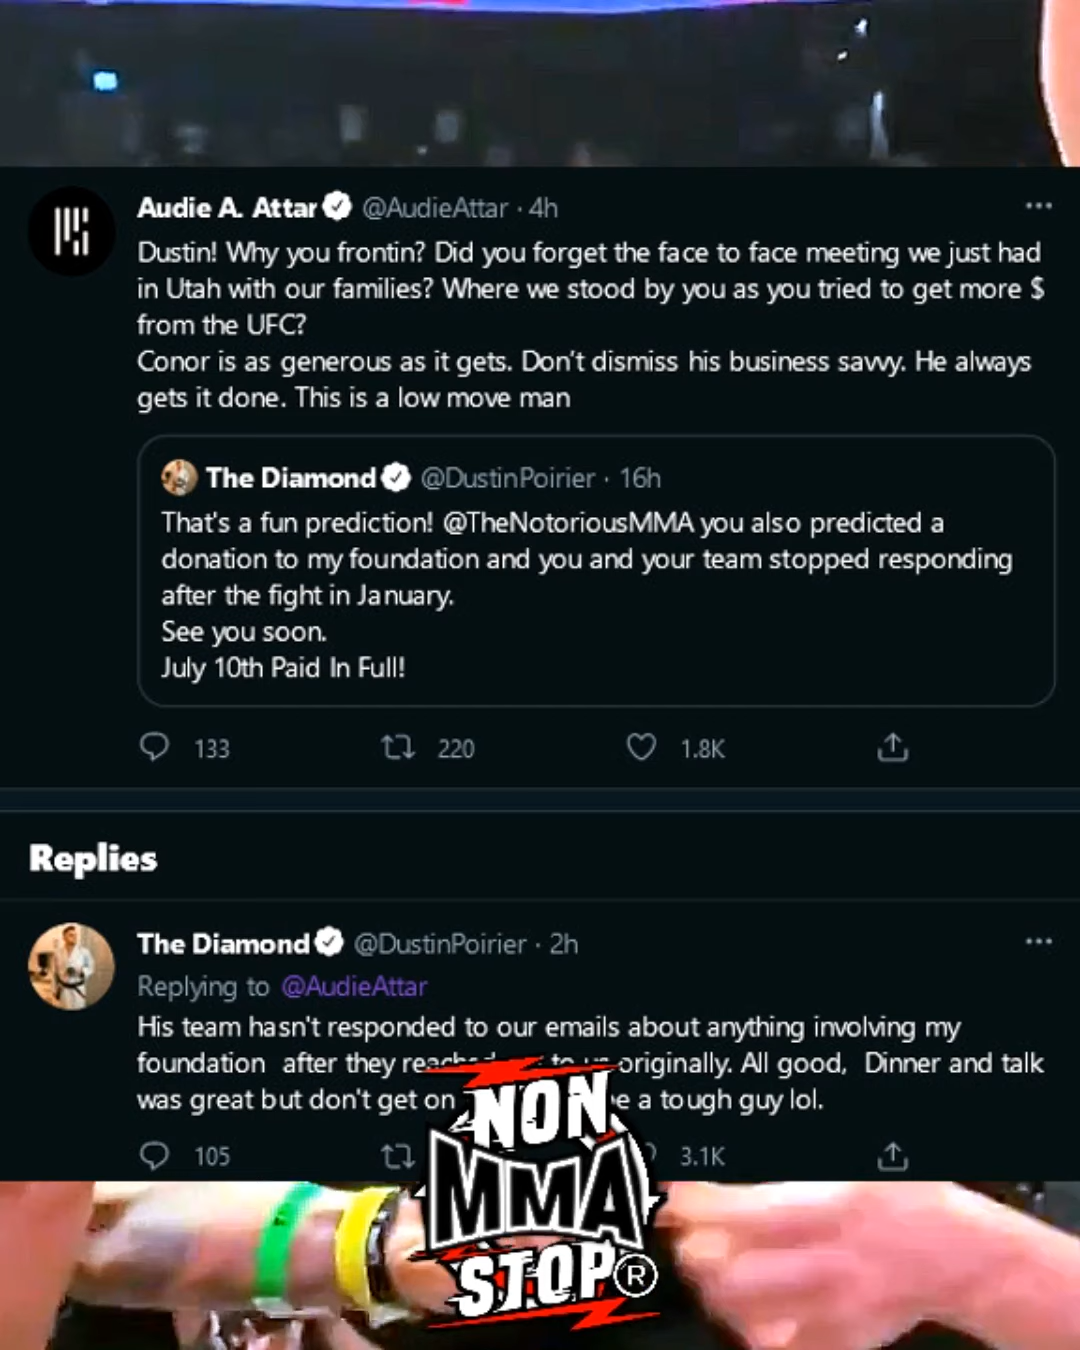 Audie A. Attar @AudieAttar · 4h
Dustin! Why you frontin? Did you forget the face to face meeting we just had
in Utah with our families? Where we stood by you as you tried to get more $
from the UFC?
Conor is as generous as it gets. Don't dismiss his business savvy. He always
gets it done. This is a low move man
The Diamond @DustinPoirier · 16h
That's a fun prediction! @TheNotoriousMMA you also predicted a
donation to my foundation and you and your team stopped responding
after the fight in January.
See you soon.
July 10th Paid In Full!
133 220 1.8K
Replies
The Diamond @DustinPoirier · 2h
Replying to @AudieAttar
His team hasn't responded to our emails about anything involving my
foundation after they originally. All good, Dinner and talk
was great but don't get on a tough guy lol.
105 3.1K
NON
MMA
STOP®